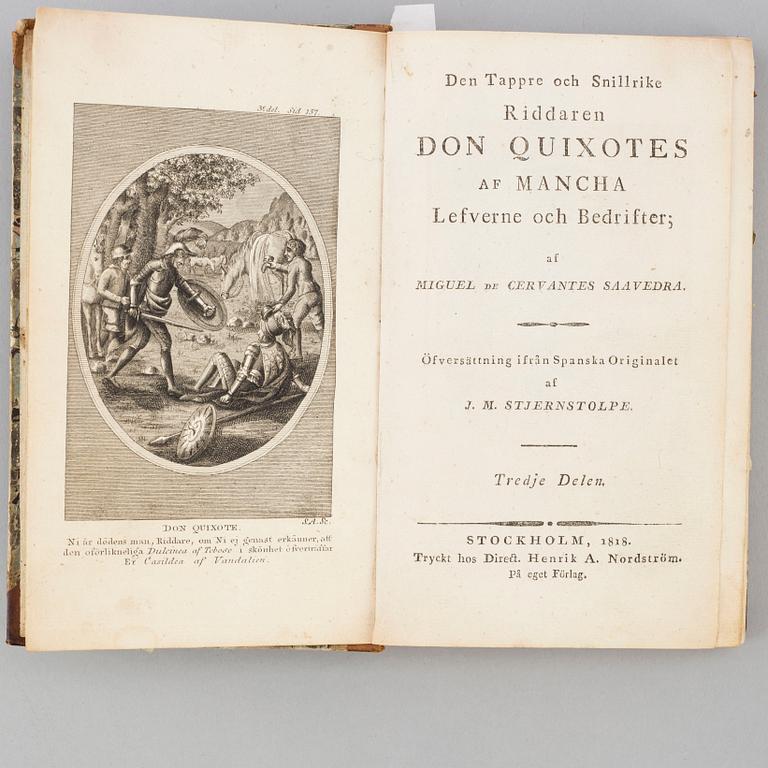 Mdel. Sid 157.
S.A. Sc.
DON QUIXOTE.
Ni är dödens man, Riddare, om Ni ej genast erkänner, att
den oförlikneliga Dulcinea af Toboso i skönhet öfverträffar
Er Casildea af Vandalien.
Den Tappre och Snillrike
Riddaren
DON QUIXOTES
AF MANCHA
Lefverne och Bedrifter;
af
MIGUEL DE CERVANTES SAAVEDRA.
Öfversättning ifrån Spanska Originalet
af
J. M. STJERNSTOLPE.
Tredje Delen.
STOCKHOLM, 1818.
Tryckt hos Direct. Henrik A. Nordström.
På eget Förlag.